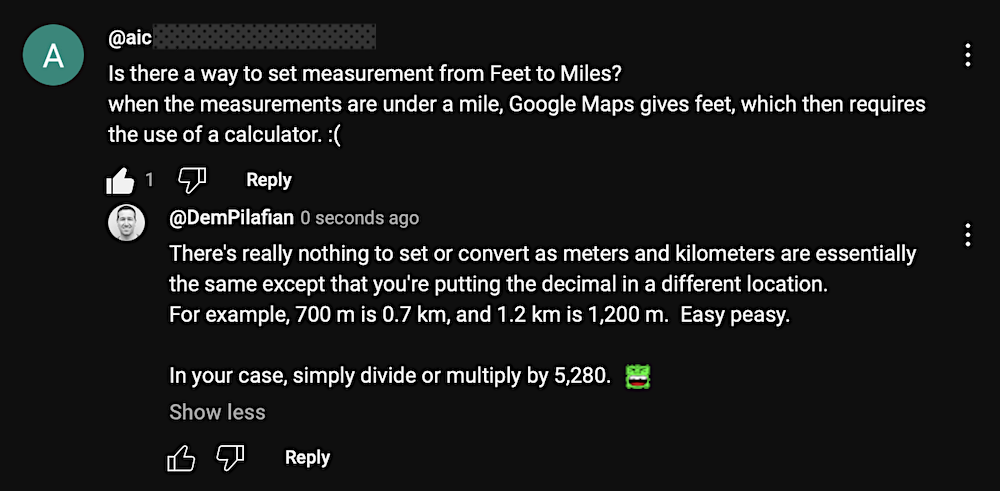 A
@aic
Is there a way to set measurement from Feet to Miles?
when the measurements are under a mile, Google Maps gives feet, which then requires
the use of a calculator. :(
1 Reply
@DemPilafian 0 seconds ago
There's really nothing to set or convert as meters and kilometers are essentially
the same except that you're putting the decimal in a different location.
For example, 700 m is 0.7 km, and 1.2 km is 1,200 m.  Easy peasy.
In your case, simply divide or multiply by 5,280.
Show less
Reply